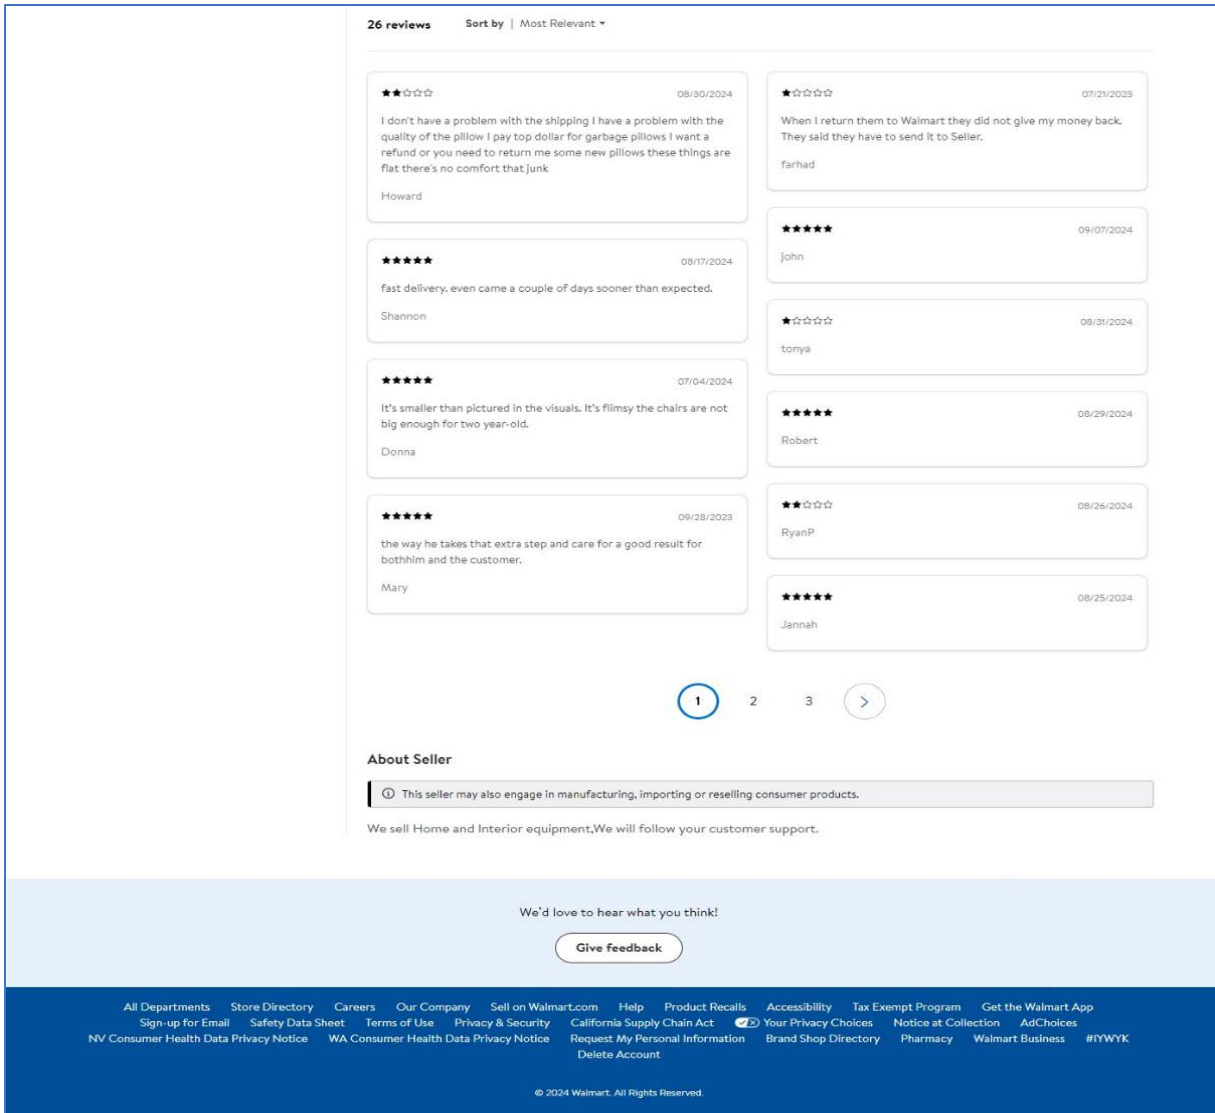 26 reviews Sort by | Most Relevant
08/30/2024
I don't have a problem with the shipping I have a problem with the
quality of the pillow I pay top dollar for garbage pillows I want a
refund or you need to return me some new pillows these things are
flat there's no comfort that junk
Howard
08/17/2024
fast delivery. even came a couple of days sooner than expected.
Shannon
07/04/2024
It's smaller than pictured in the visuals. It's flimsy the chairs are not
big enough for two year-old.
Donna
09/28/2023
the way he takes that extra step and care for a good result for
bothhim and the customer.
Mary
07/21/2023
When I return them to Walmart they did not give my money back.
They said they have to send it to Seller.
farhad
09/07/2024
john
08/31/2024
tonya
08/29/2024
Robert
08/26/2024
RyanP
08/25/2024
Jannah
1 2 3
About Seller
This seller may also engage in manufacturing, importing or reselling consumer products.
We sell Home and Interior equipment,We will follow your customer support.
We'd love to hear what you think!
Give feedback
All Departments Store Directory Careers Our Company Sell on Walmart.com Help Product Recalls Accessibility Tax Exempt Program Get the Walmart App
Sign-up for Email Safety Data Sheet Terms of Use Privacy & Security California Supply Chain Act Your Privacy Choices Notice at Collection AdChoices
NV Consumer Health Data Privacy Notice WA Consumer Health Data Privacy Notice Request My Personal Information Brand Shop Directory Pharmacy Walmart Business #IYWYK
Delete Account
© 2024 Walmart. All Rights Reserved.